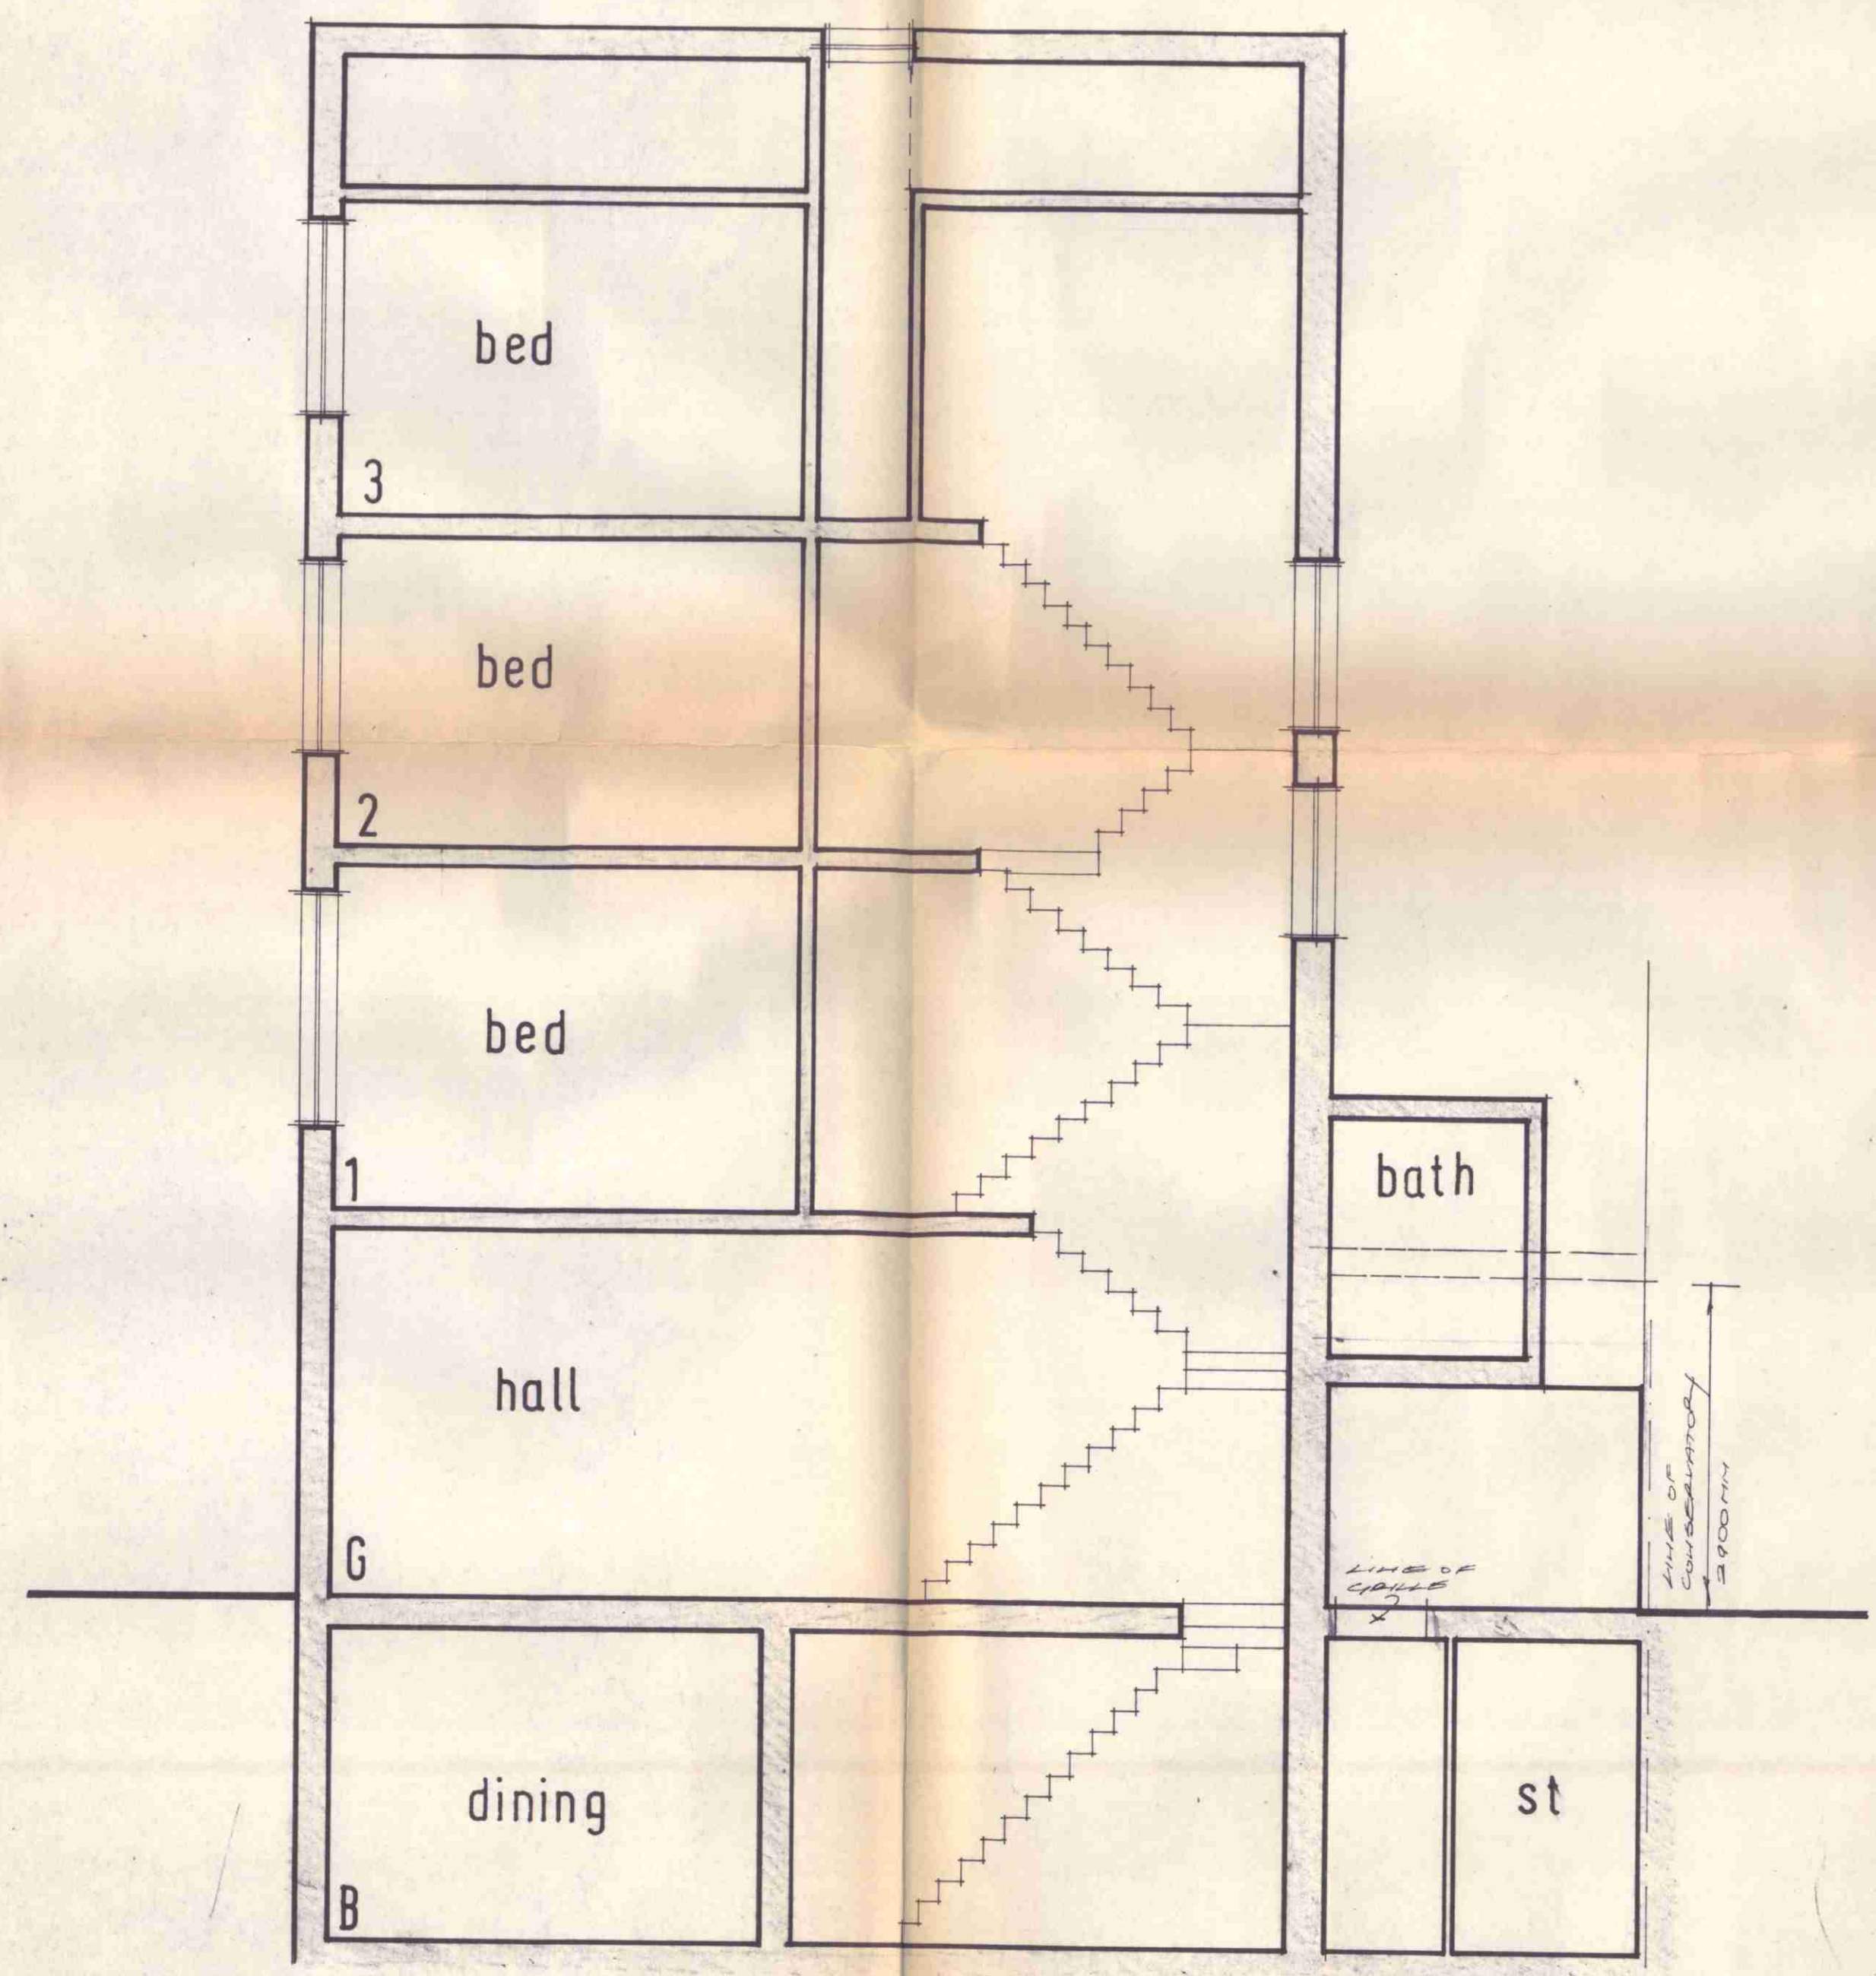 bed
3
bed
2
bed
1
bath
hall
G
LINE OF
CONSERVATORY
2900MM
LINE OF
GRILLE
dining
B
st